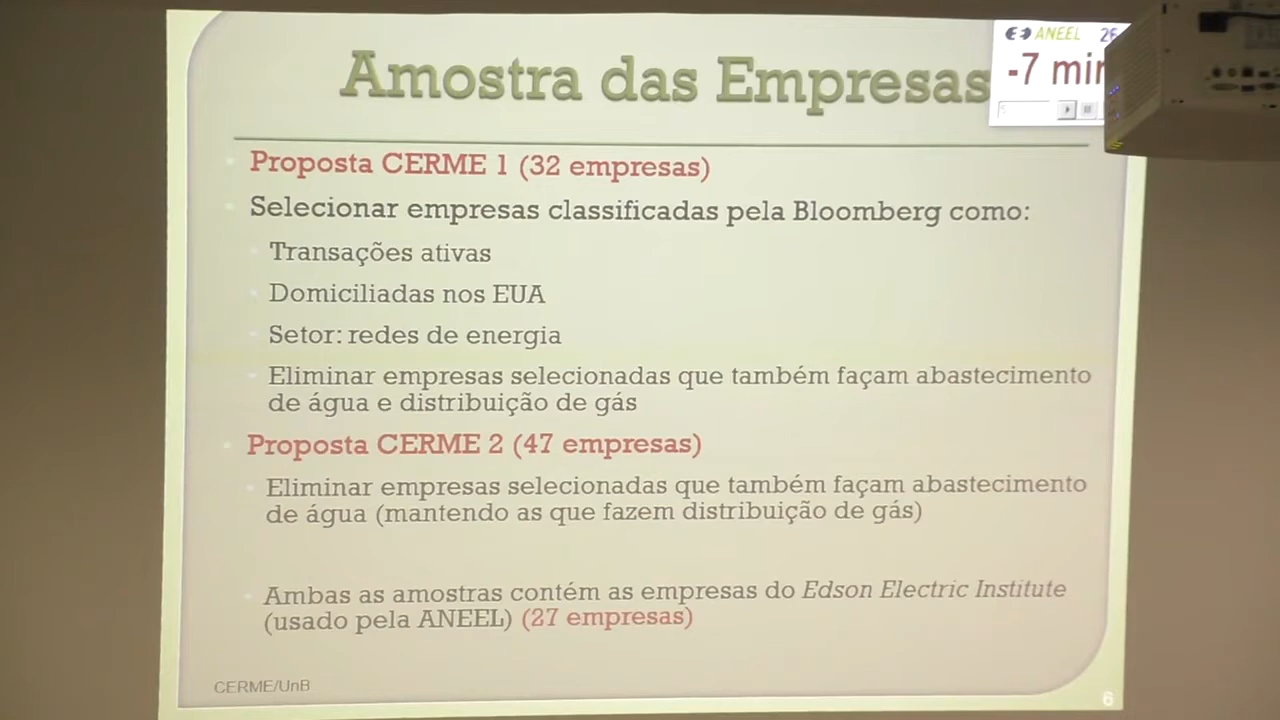 Amostra das Empresas
ANEEL
-7 min
Proposta CERME 1 (32 empresas)
Selecionar empresas classificadas pela Bloomberg como:
Transações ativas
Domiciliadas nos EUA
Setor: redes de energia
Eliminar empresas selecionadas que também façam abastecimento
de água e distribuição de gás
Proposta CERME 2 (47 empresas)
Eliminar empresas selecionadas que também façam abastecimento
de água (mantendo as que fazem distribuição de gás)
Ambas as amostras contém as empresas do Edson Electric Institute
(usado pela ANEEL) (27 empresas)
CERME/UnB
6